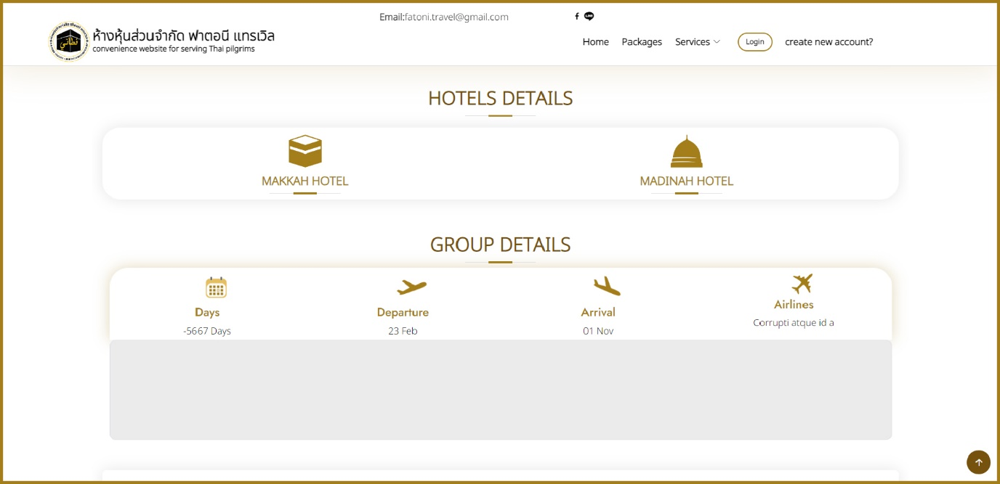 Email:fatoni.travel@gmail.com
ห้างหุ้นส่วนจำกัด ฟาตอนี แทรเวิล
convenience website for serving Thai pilgrims
فطاني
Home Packages Services Login create new account?
HOTELS DETAILS
MAKKAH HOTEL MADINAH HOTEL
GROUP DETAILS
Days Departure Arrival Airlines
-5667 Days 23 Feb 01 Nov Corrupti atque id a